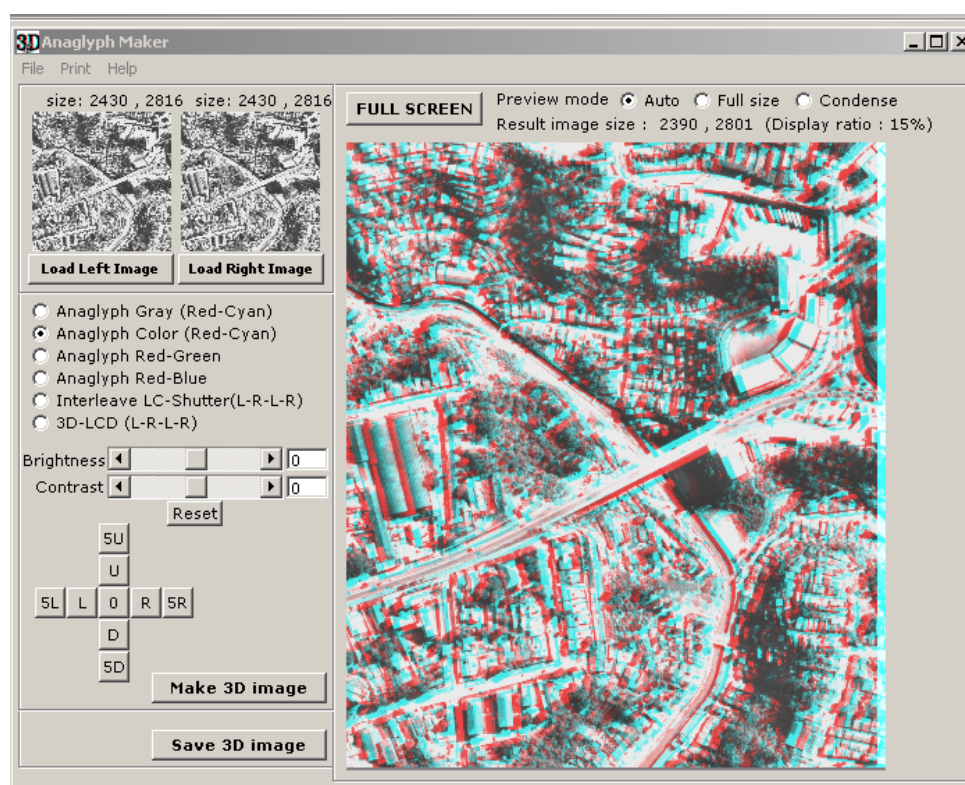 3D Anaglyph Maker
File Print Help
size: 2430 , 2816 size: 2430 , 2816
Load Left Image Load Right Image
FULL SCREEN
Preview mode Auto Full size Condense
Result image size : 2390 , 2801 (Display ratio : 15%)
Anaglyph Gray (Red-Cyan)
Anaglyph Color (Red-Cyan)
Anaglyph Red-Green
Anaglyph Red-Blue
Interleave LC-Shutter(L-R-L-R)
3D-LCD (L-R-L-R)
Brightness 0
Contrast 0
Reset
5U
U
5L L 0 R 5R
D
5D
Make 3D image
Save 3D image